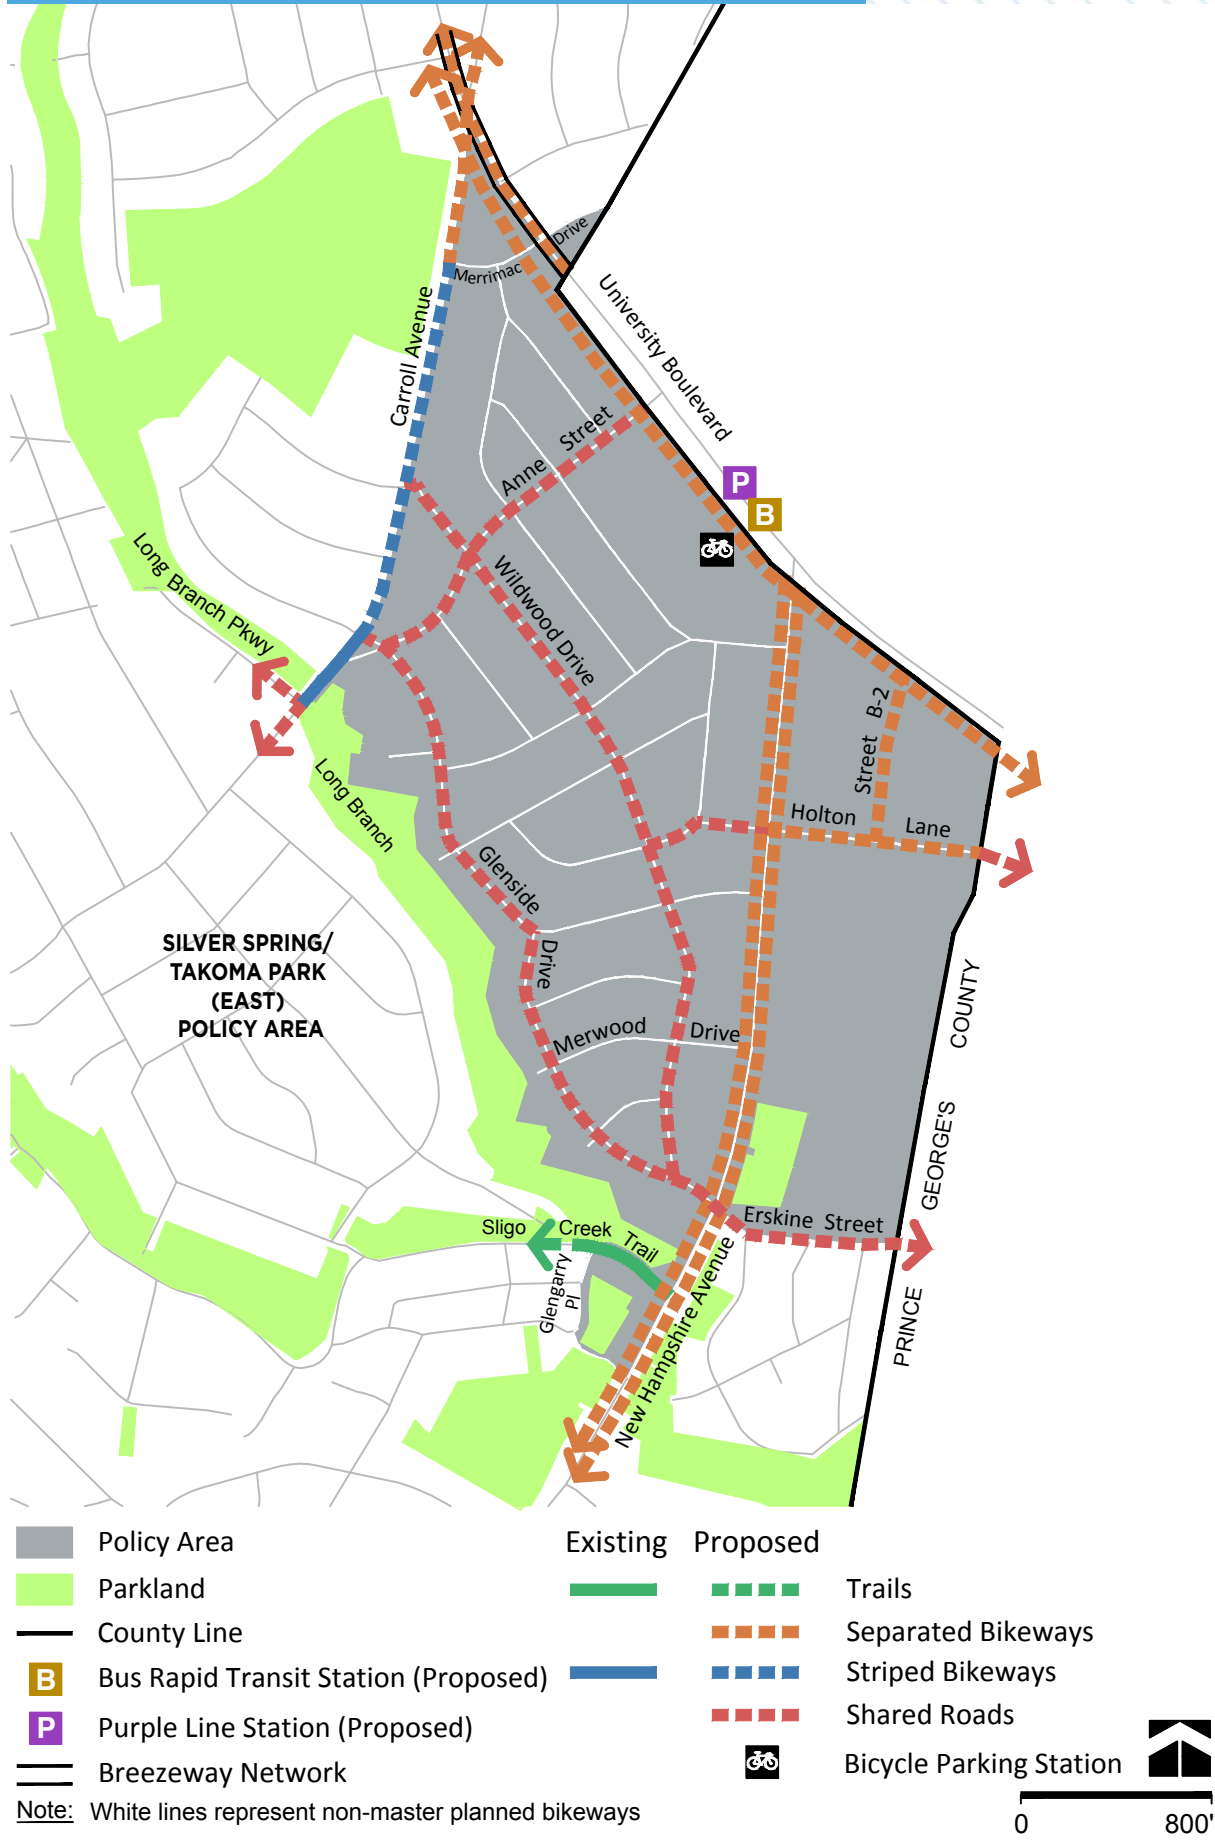 Merrimac
Drive
University Boulevard
Carroll Avenue
Anne Street
P
B
Long Branch Pkwy
Wildwood Drive
Street B-2
Long Branch
Holton Lane
Glenside
Drive
SILVER SPRING/
TAKOMA PARK
(EAST)
POLICY AREA
Merwood Drive
PRINCE GEORGE'S COUNTY
Sligo Creek Trail
Erskine Street
Glengarry
Pl
New Hampshire Avenue
Policy Area
Parkland
County Line
B Bus Rapid Transit Station (Proposed)
P Purple Line Station (Proposed)
Breezeway Network
Note: White lines represent non-master planned bikeways
Existing Proposed
Trails
Separated Bikeways
Striped Bikeways
Shared Roads
Bicycle Parking Station
0 800'